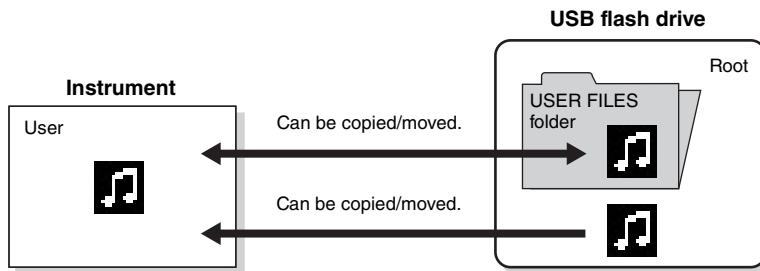 USB flash drive
Root
Instrument
USER FILES
folder
User
Can be copied/moved.
Can be copied/moved.